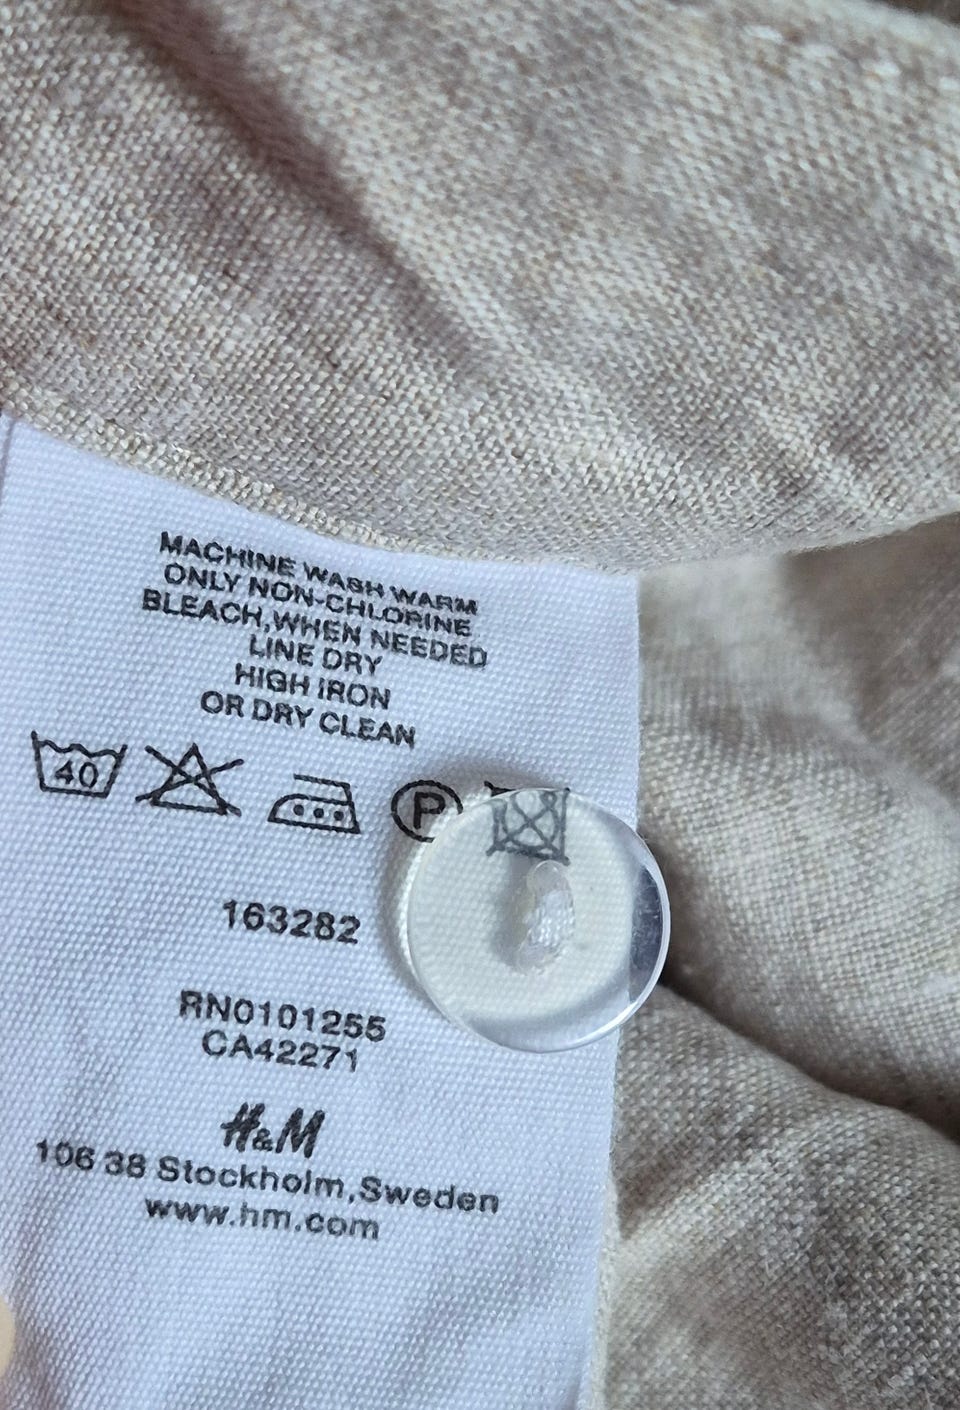 MACHINE WASH WARM
ONLY NON-CHLORINE
BLEACH,WHEN NEEDED
LINE DRY
HIGH IRON
OR DRY CLEAN
40 P
163282
RN0101255
CA42271
H&M
106 38 Stockholm,Sweden
www.hm.com